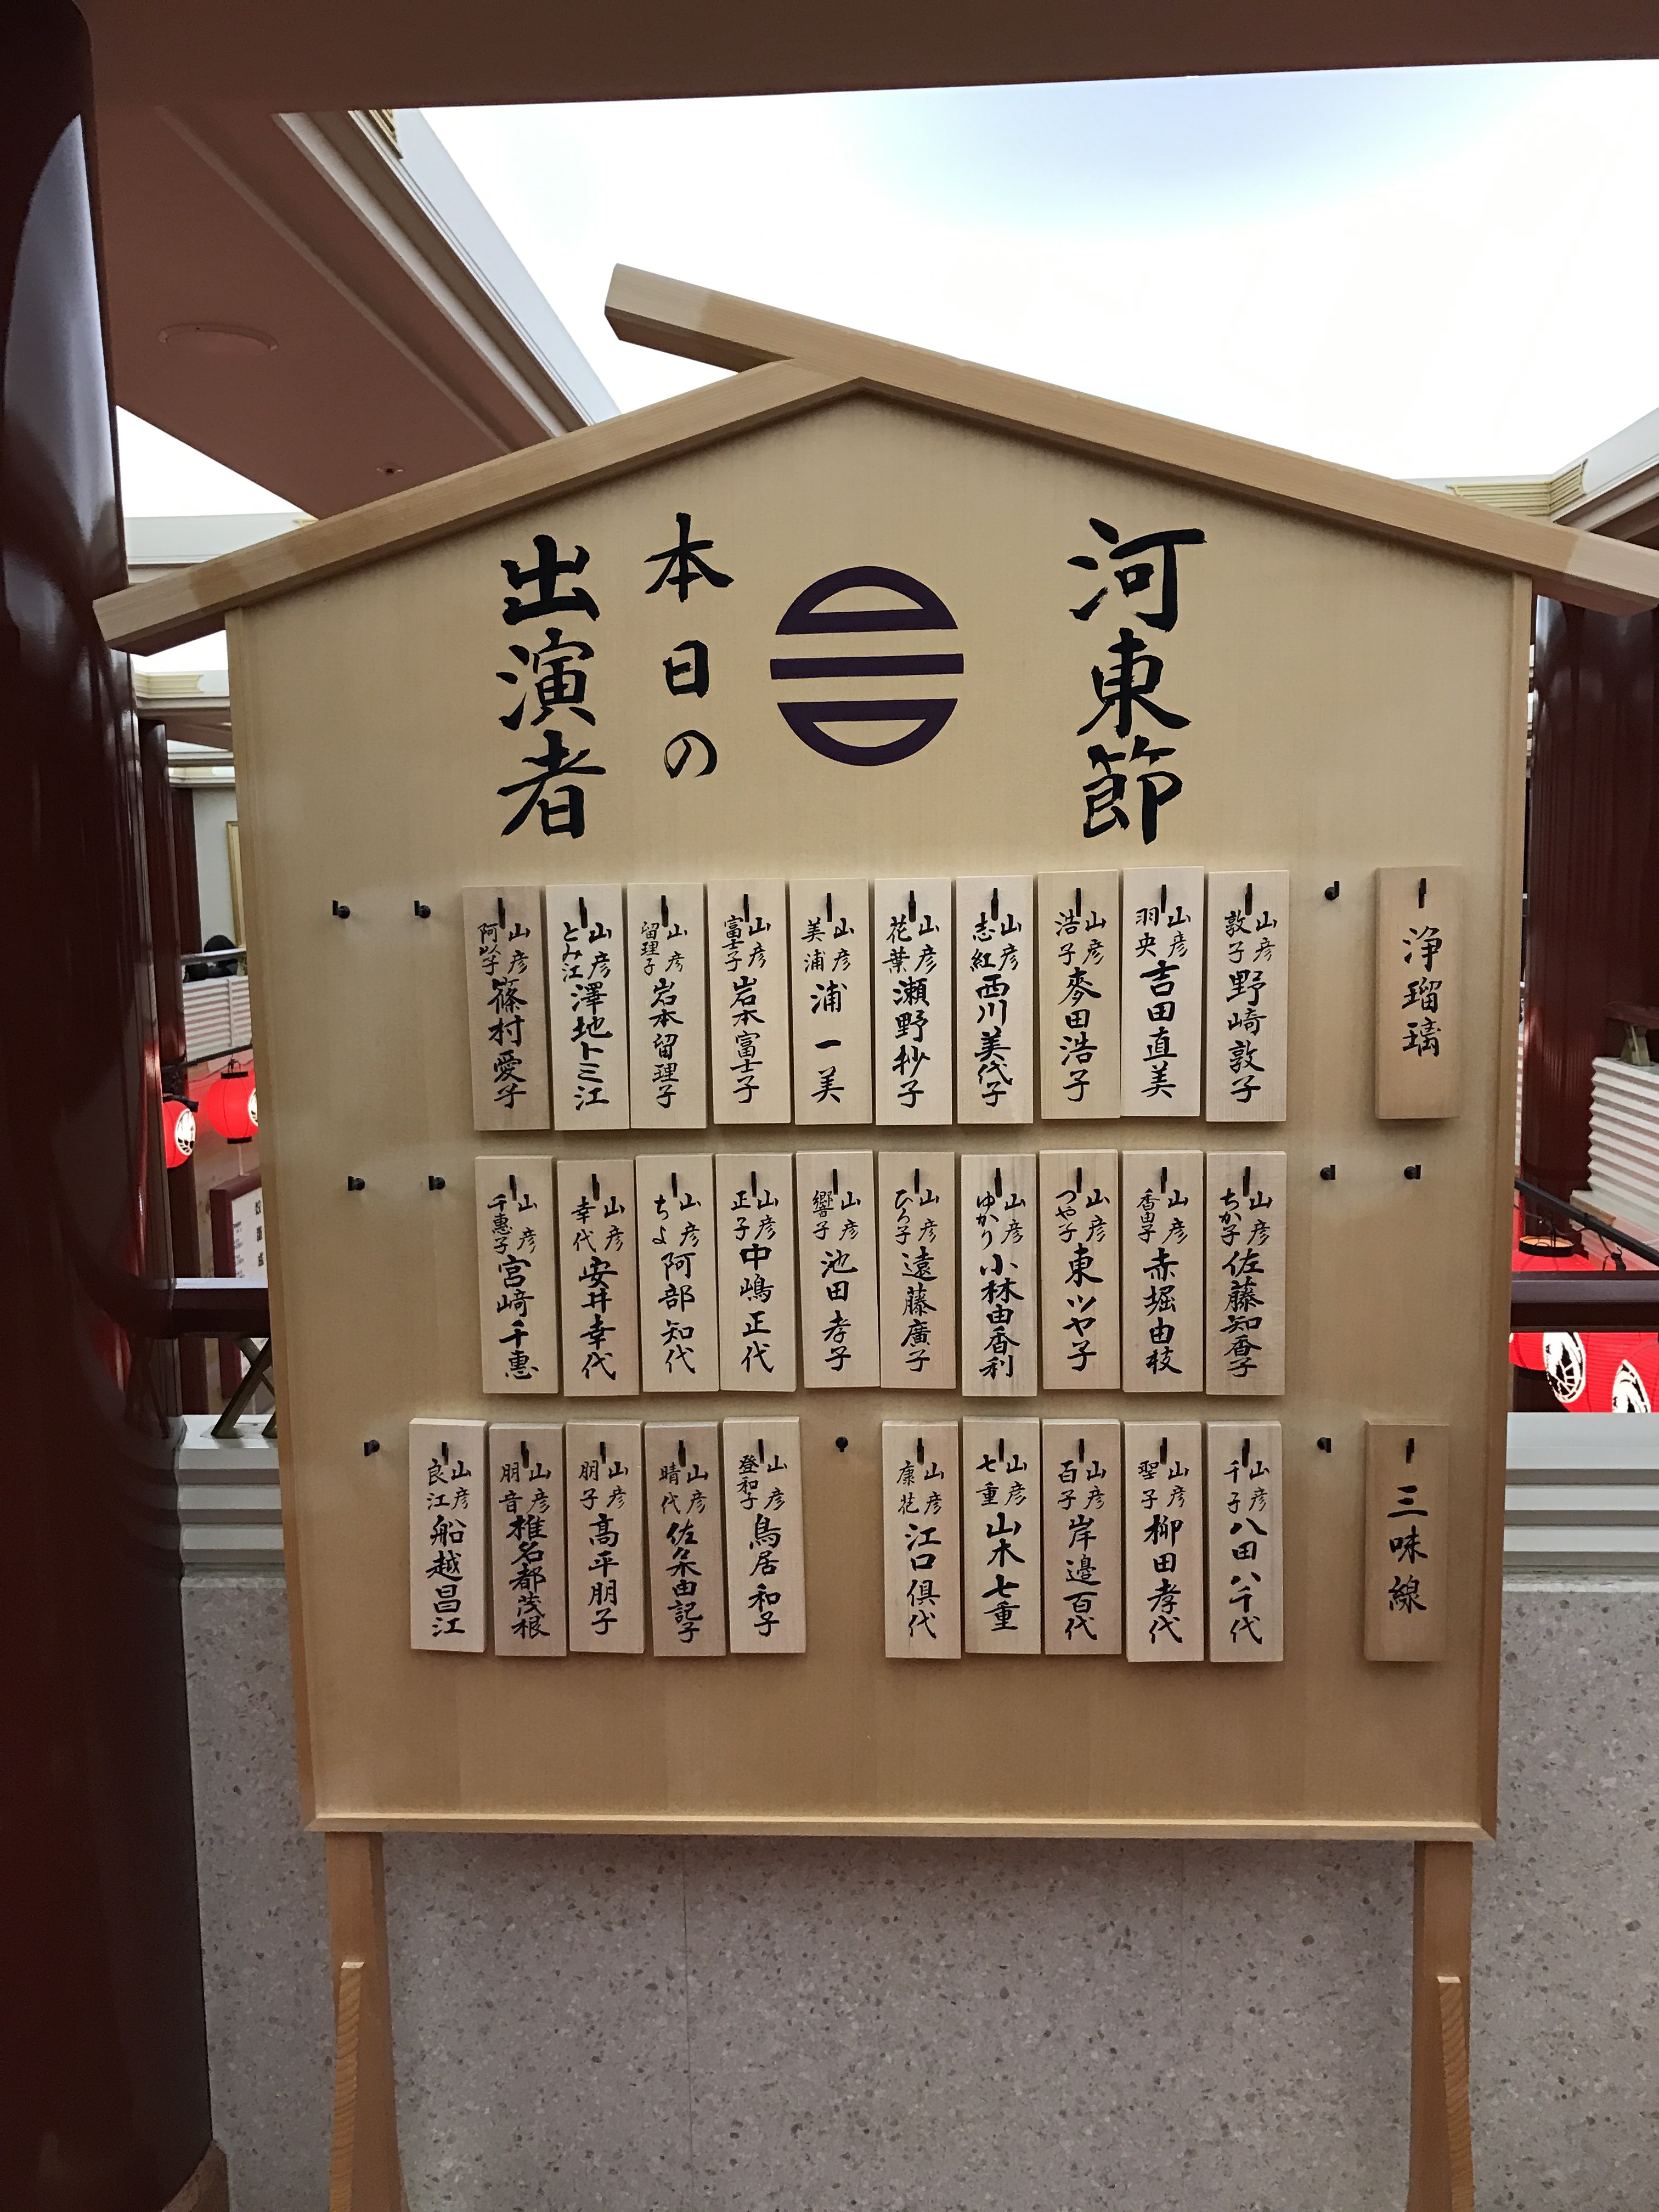 河東節
本日の
出演者
浄瑠璃
山彦敦子 野崎敦子
山彦羽央 吉田直美
山彦浩子 麥田浩子
山彦志紅 西川美代子
山彦花葉 瀬野杪子
山彦美浦 浦一美
山彦富士子 岩本富士子
山彦留理子 岩本留理子
山彦とみ江 澤地トミ江
山彦阿以子 篠村愛子
山彦ちか子 佐藤知香子
山彦香由子 赤堀由枝
山彦つや子 東ツヤ子
山彦ゆかり 小林由香利
山彦ひろ子 遠藤廣子
山彦響子 池田孝子
山彦正子 中嶋正代
山彦ちよ 阿部知代
山彦幸代 安井幸代
山彦千惠子 宮﨑千惠
三味線
山彦千子 八田八千代
山彦聖子 柳田孝代
山彦百子 岸邉百代
山彦七重 山木七重
山彦康花 江口倶代
山彦登和子 鳥居和子
山彦晴代 佐条由記子
山彦朋子 高平朋子
山彦朋音 椎名都茂根
山彦良江 船越昌江